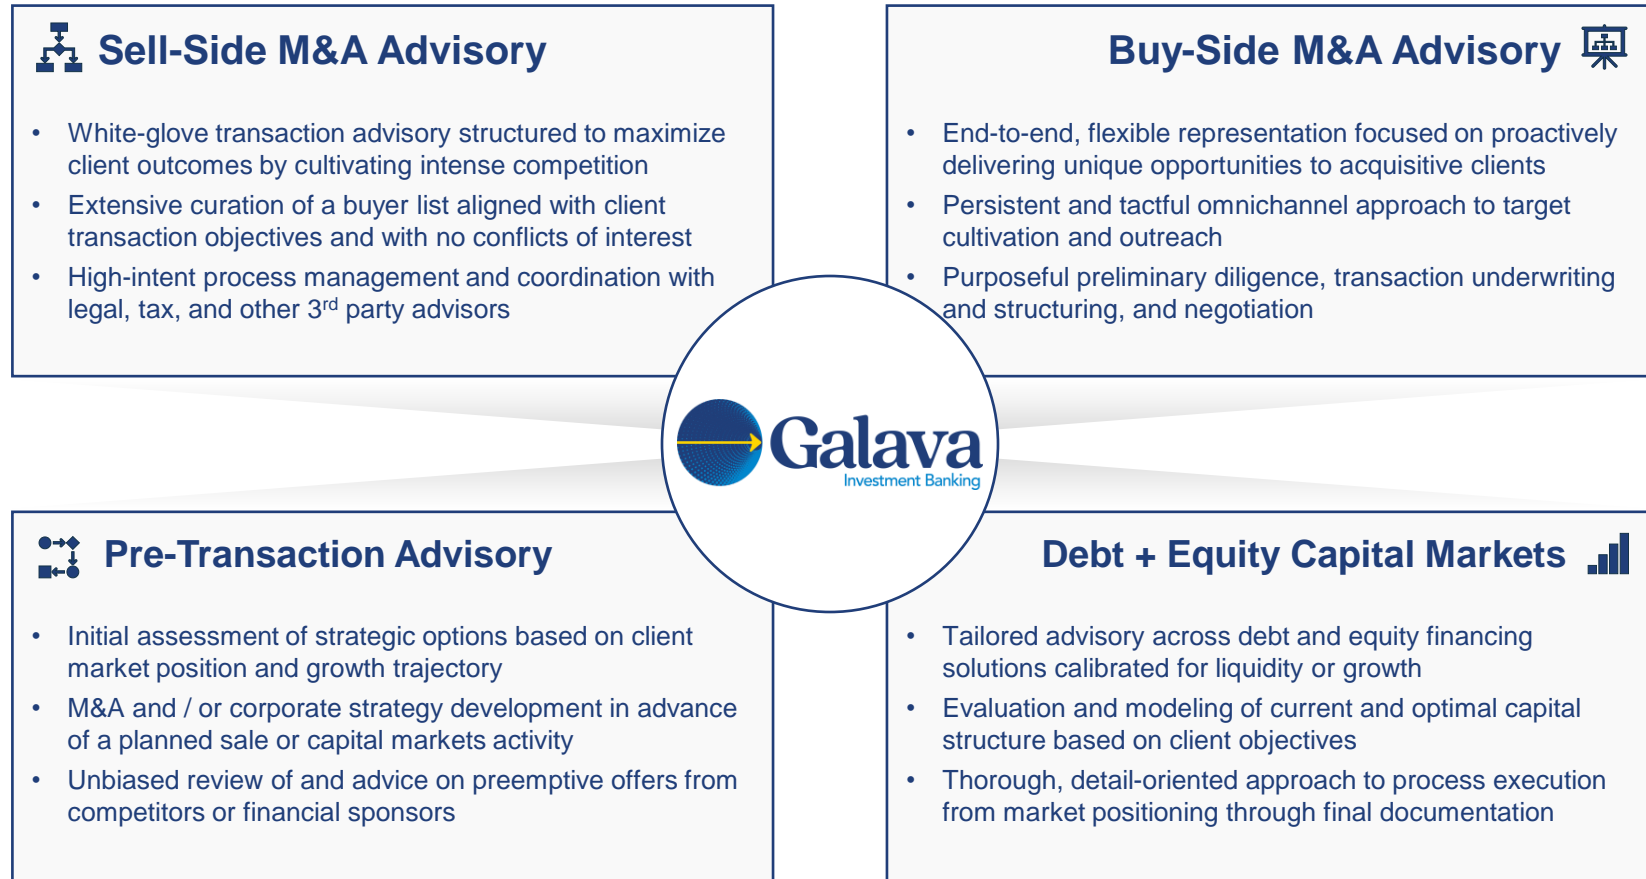 Sell-Side M&A Advisory
• White-glove transaction advisory structured to maximize
client outcomes by cultivating intense competition
• Extensive curation of a buyer list aligned with client
transaction objectives and with no conflicts of interest
• High-intent process management and coordination with
legal, tax, and other 3rd party advisors
Buy-Side M&A Advisory
• End-to-end, flexible representation focused on proactively
delivering unique opportunities to acquisitive clients
• Persistent and tactful omnichannel approach to target
cultivation and outreach
• Purposeful preliminary diligence, transaction underwriting
and structuring, and negotiation
Galava
Investment Banking
Pre-Transaction Advisory
• Initial assessment of strategic options based on client
market position and growth trajectory
• M&A and / or corporate strategy development in advance
of a planned sale or capital markets activity
• Unbiased review of and advice on preemptive offers from
competitors or financial sponsors
Debt + Equity Capital Markets
• Tailored advisory across debt and equity financing
solutions calibrated for liquidity or growth
• Evaluation and modeling of current and optimal capital
structure based on client objectives
• Thorough, detail-oriented approach to process execution
from market positioning through final documentation